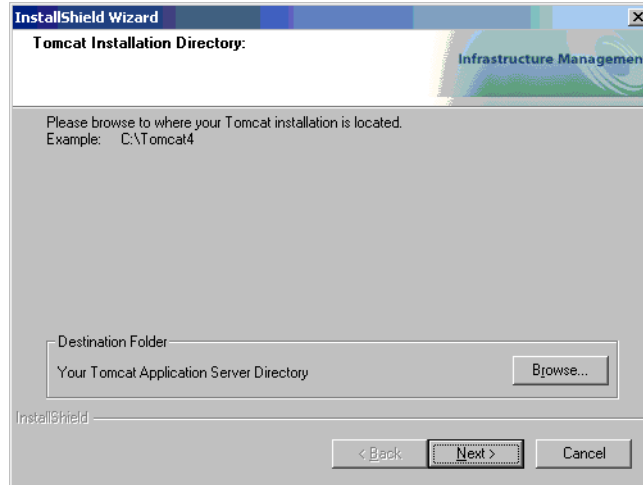 InstallShield Wizard
Tomcat Installation Directory:
Infrastructure Managemen
Please browse to where your Tomcat installation is located.
Example: C:\Tomcat4
Destination Folder
Your Tomcat Application Server Directory
Browse...
InstallShield
< Back Next > Cancel